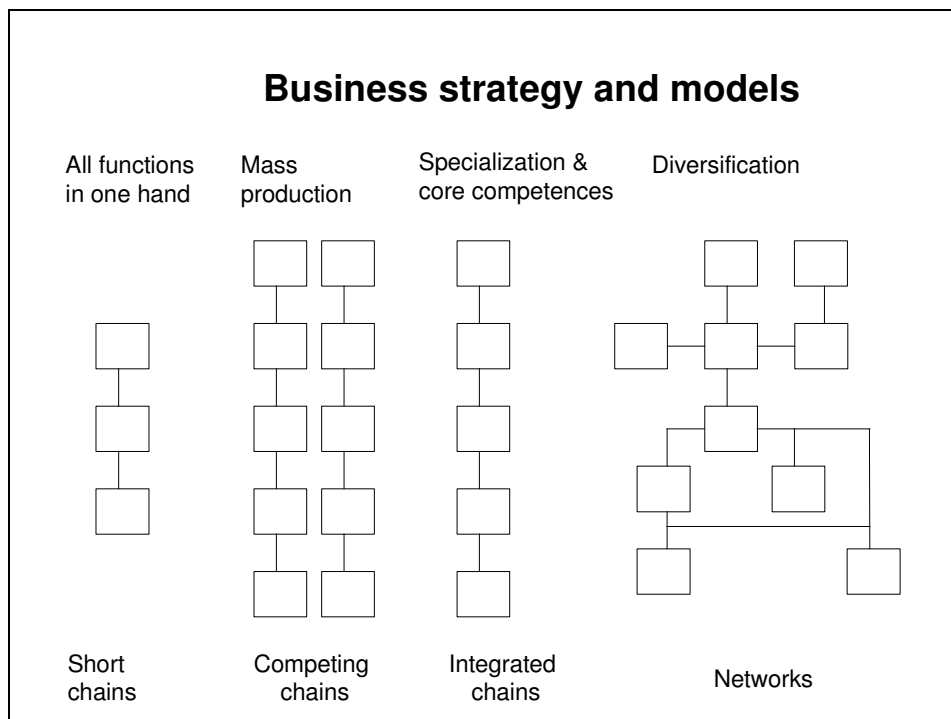 Business strategy and models
All functions
in one hand
Mass
production
Specialization &
core competences
Diversification
Short
chains
Competing
chains
Integrated
chains
Networks